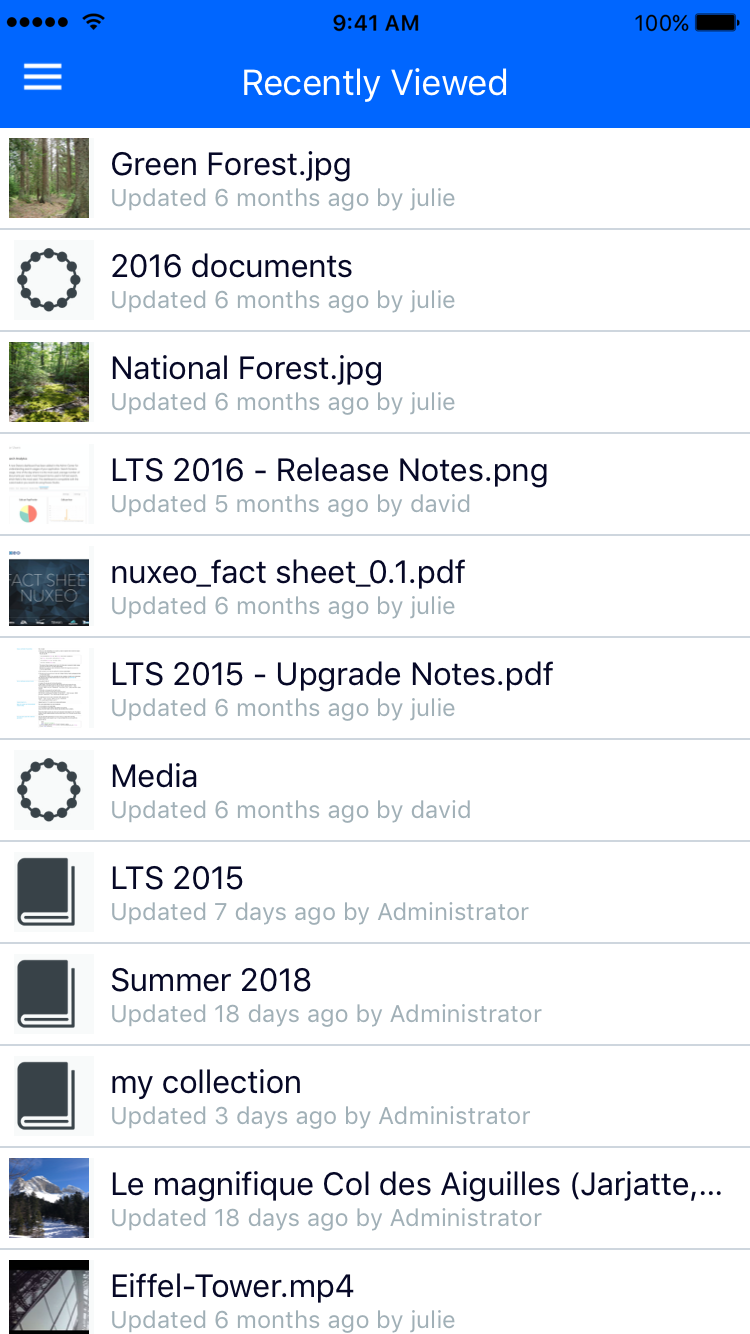 9:41 AM
100%
Recently Viewed
Green Forest.jpg
Updated 6 months ago by julie
2016 documents
Updated 6 months ago by julie
National Forest.jpg
Updated 6 months ago by julie
LTS 2016 - Release Notes.png
Updated 5 months ago by david
FACT SHEET
NUXEO
nuxeo_fact sheet_0.1.pdf
Updated 6 months ago by julie
LTS 2015 - Upgrade Notes.pdf
Updated 6 months ago by julie
Media
Updated 6 months ago by david
LTS 2015
Updated 7 days ago by Administrator
Summer 2018
Updated 18 days ago by Administrator
my collection
Updated 3 days ago by Administrator
Le magnifique Col des Aiguilles (Jarjatte,...
Updated 18 days ago by Administrator
Eiffel-Tower.mp4
Updated 6 months ago by julie